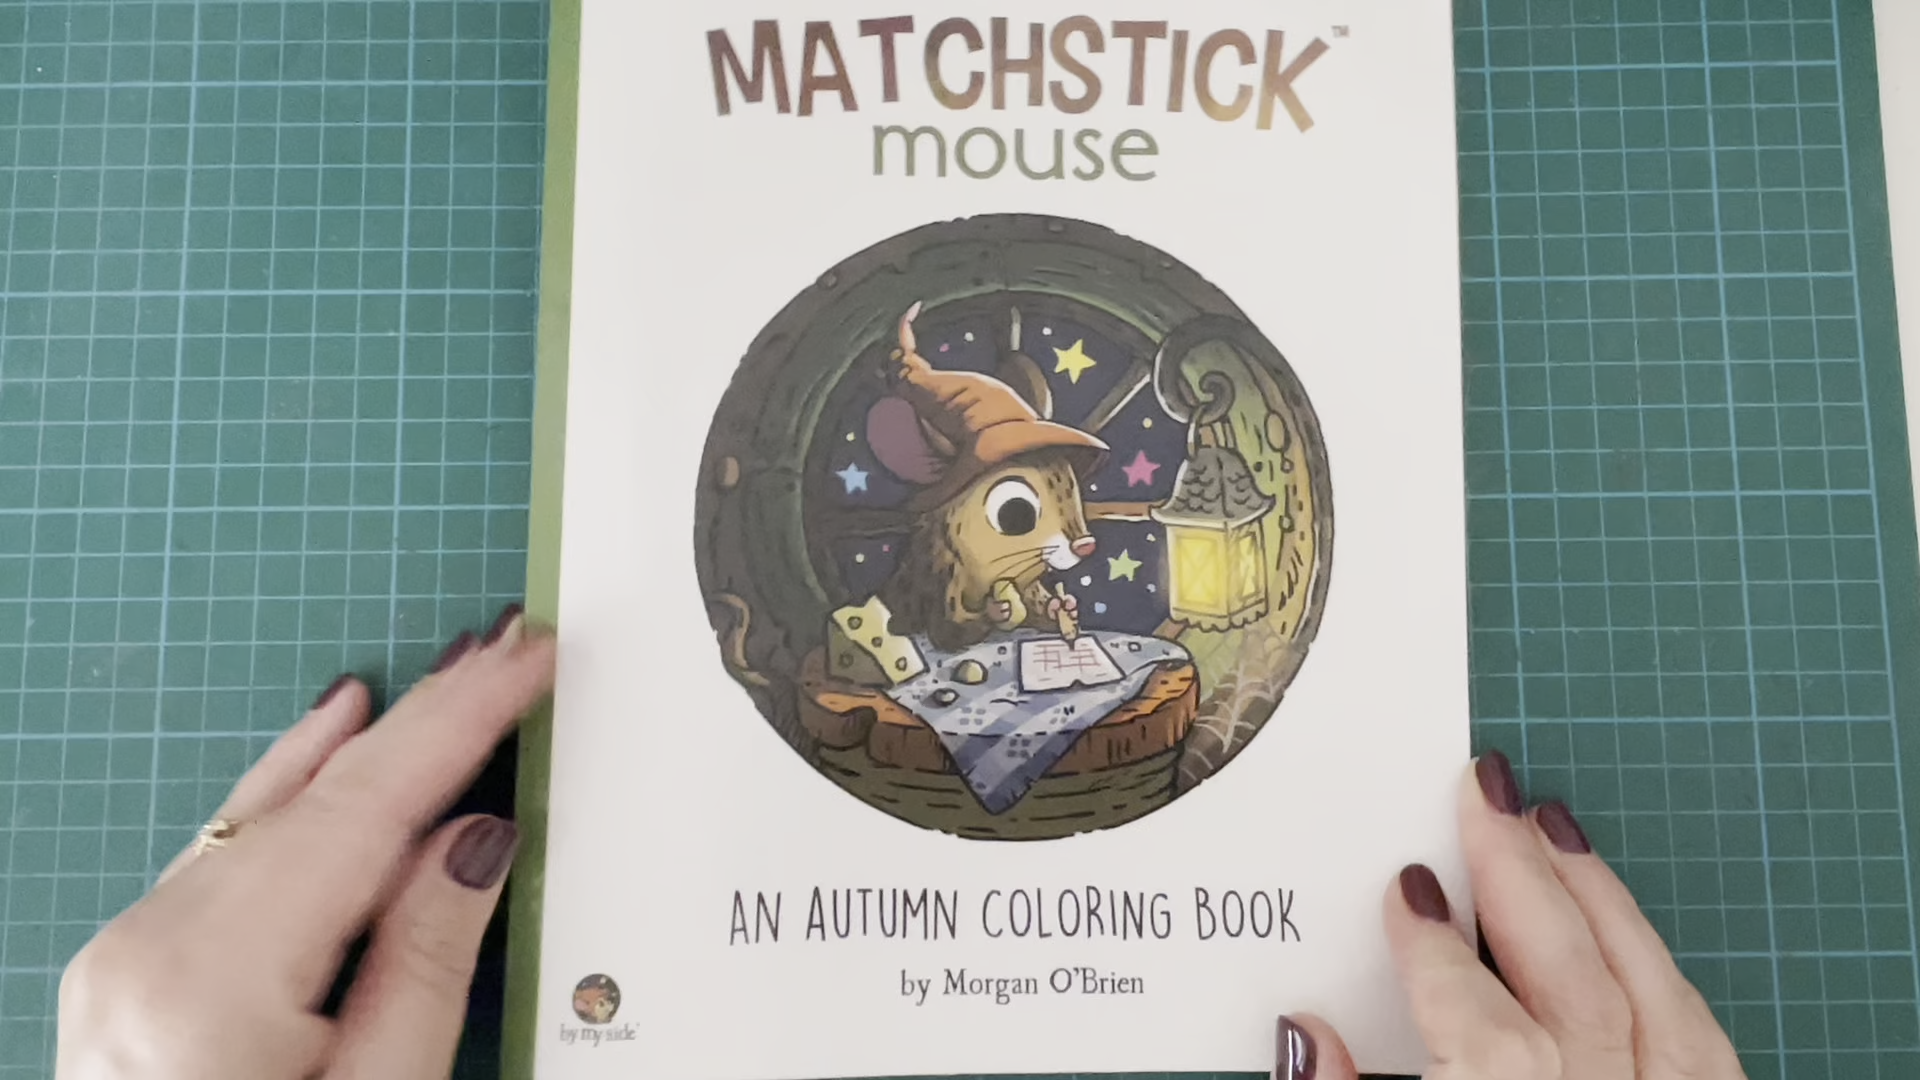 MATCHSTICK™
mouse
AN AUTUMN COLORING BOOK
by Morgan O'Brien
by my side